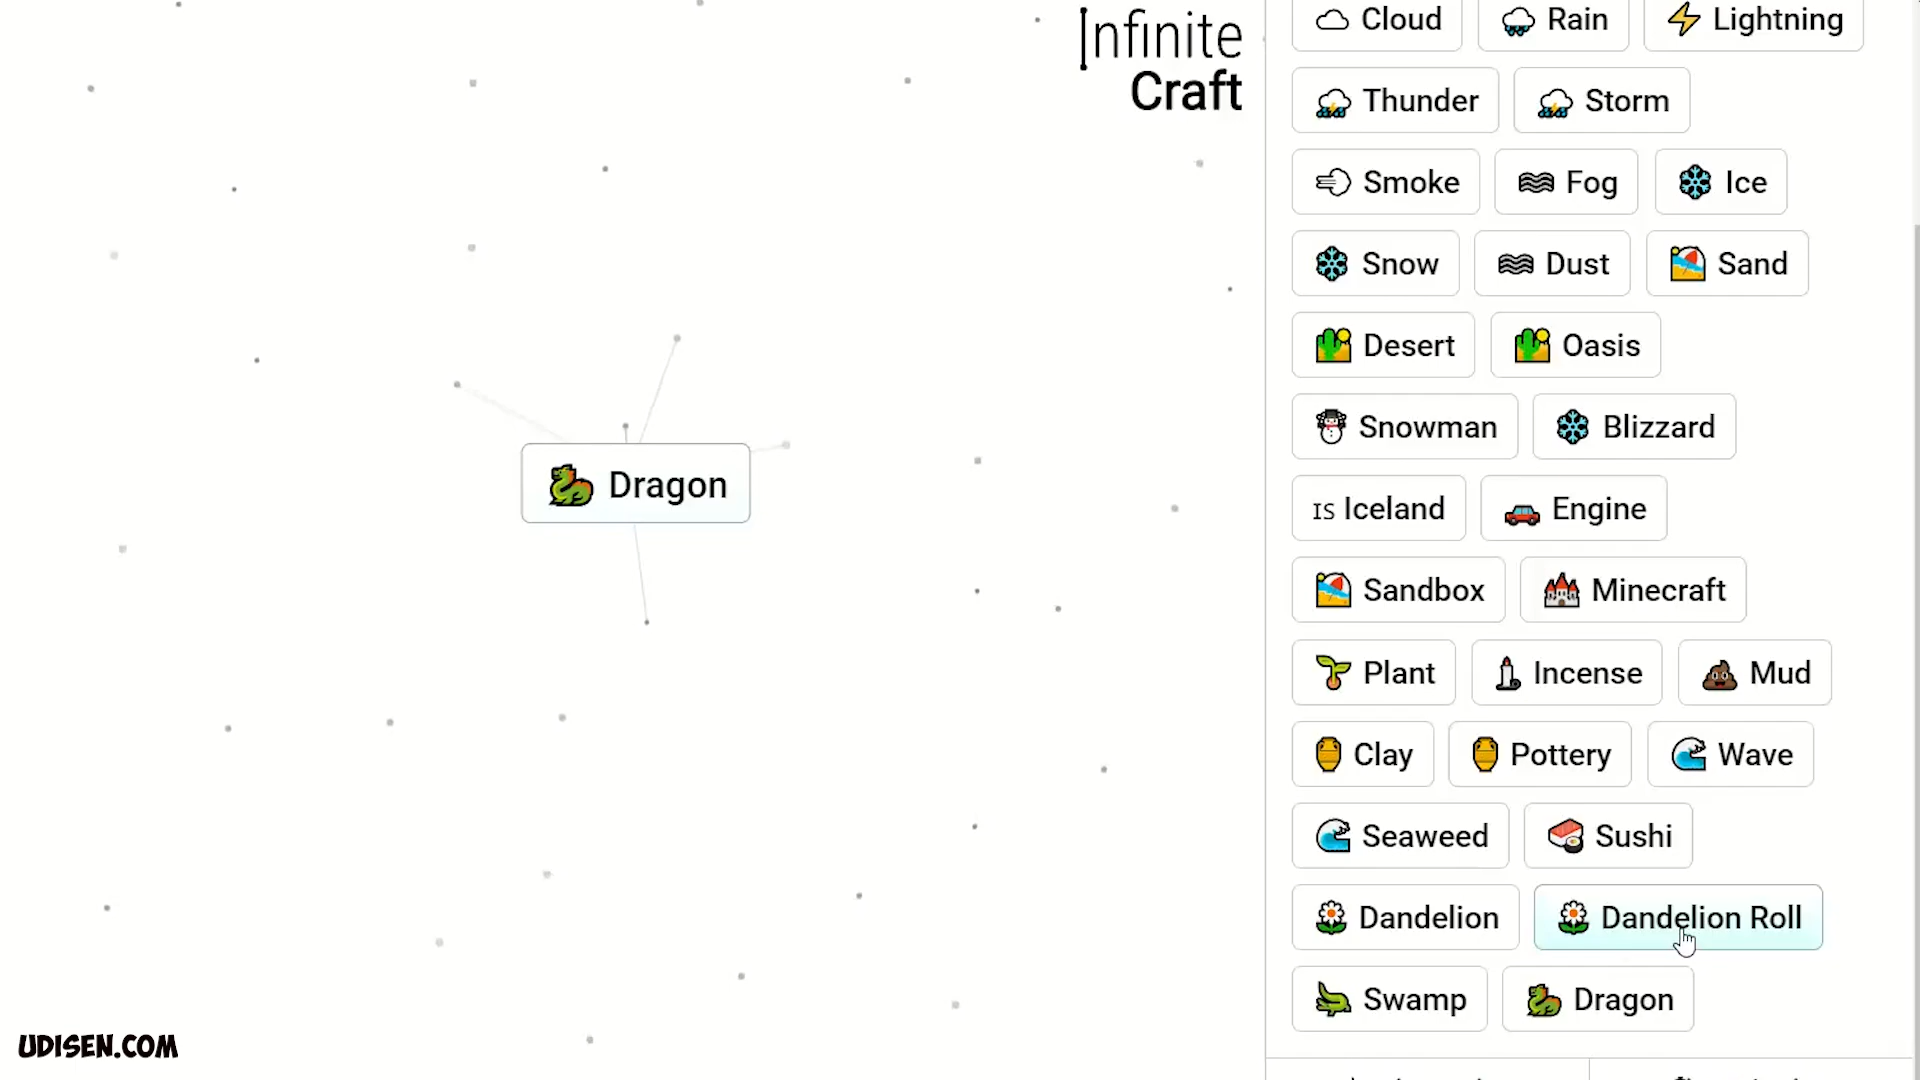 Infinite
Craft
Cloud Rain Lightning
Thunder Storm
Smoke Fog Ice
Snow Dust Sand
Desert Oasis
Snowman Blizzard
IS Iceland Engine
Sandbox Minecraft
Plant Incense Mud
Clay Pottery Wave
Seaweed Sushi
Dandelion Dandelion Roll
Swamp Dragon
Dragon
UDISEN.COM